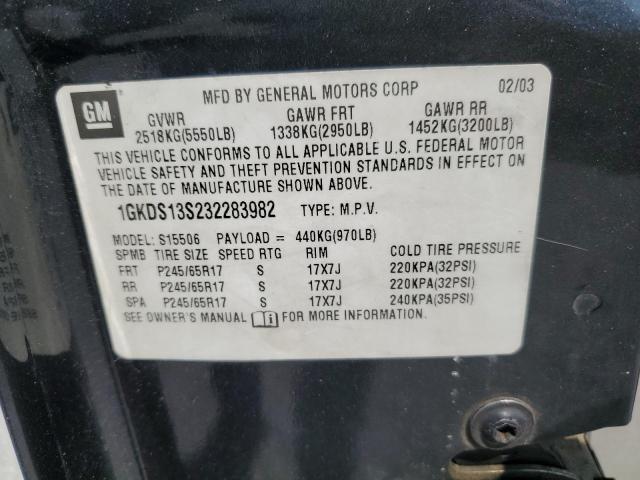 GM
MFD BY GENERAL MOTORS CORP 02/03
GVWR GAWR FRT GAWR RR
2518KG(5550LB) 1338KG(2950LB) 1452KG(3200LB)
THIS VEHICLE CONFORMS TO ALL APPLICABLE U.S. FEDERAL MOTOR
VEHICLE SAFETY AND THEFT PREVENTION STANDARDS IN EFFECT ON
THE DATE OF MANUFACTURE SHOWN ABOVE.
1GKDS13S232283982 TYPE: M.P.V.
MODEL: S15506 PAYLOAD = 440KG(970LB)
SPMB TIRE SIZE SPEED RTG RIM COLD TIRE PRESSURE
FRT P245/65R17 S 17X7J 220KPA(32PSI)
RR P245/65R17 S 17X7J 220KPA(32PSI)
SPA P245/65R17 S 17X7J 240KPA(35PSI)
SEE OWNER'S MANUAL FOR MORE INFORMATION.